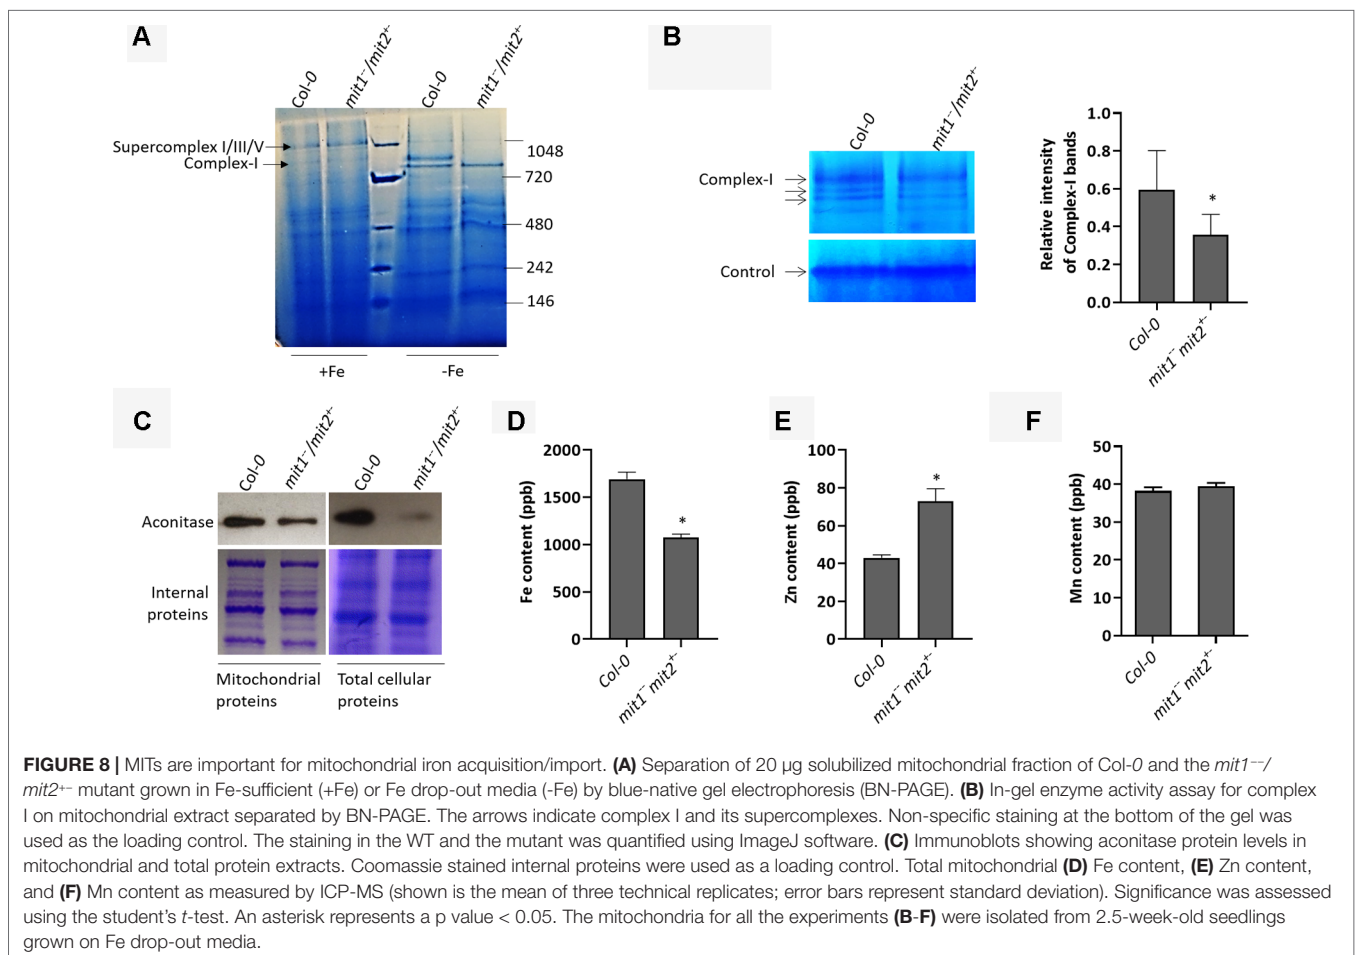 A
Col-0
mit1⁻⁻/mit2⁺⁻
Col-0
mit1⁻⁻/mit2⁺⁻
Supercomplex I/III/V
Complex-I
1048
720
480
242
146
+Fe
-Fe
B
Col-0
mit1⁻⁻/mit2⁺⁻
Complex-I
Control
Relative intensity
of Complex-I bands
1.0
0.8
0.6
0.4
0.2
0.0
*
Col-0
mit1⁻⁻ mit2⁺⁻
C
Col-0
mit1⁻⁻/mit2⁺⁻
Col-0
mit1⁻⁻/mit2⁺⁻
Aconitase
Internal
proteins
Mitochondrial
proteins
Total cellular
proteins
D
Fe content (ppb)
2000
1500
1000
500
0
*
Col-0
mit1⁻⁻ mit2⁺⁻
E
Zn content (ppb)
100
80
60
40
20
0
*
Col-0
mit1⁻⁻ mit2⁺⁻
F
Mn content (ppb)
50
40
30
20
10
0
Col-0
mit1⁻⁻ mit2⁺⁻
FIGURE 8 | MITs are important for mitochondrial iron acquisition/import. (A) Separation of 20 µg solubilized mitochondrial fraction of Col-0 and the mit1⁻⁻/
mit2⁺⁻ mutant grown in Fe-sufficient (+Fe) or Fe drop-out media (-Fe) by blue-native gel electrophoresis (BN-PAGE). (B) In-gel enzyme activity assay for complex
I on mitochondrial extract separated by BN-PAGE. The arrows indicate complex I and its supercomplexes. Non-specific staining at the bottom of the gel was
used as the loading control. The staining in the WT and the mutant was quantified using ImageJ software. (C) Immunoblots showing aconitase protein levels in
mitochondrial and total protein extracts. Coomassie stained internal proteins were used as a loading control. Total mitochondrial (D) Fe content, (E) Zn content,
and (F) Mn content as measured by ICP-MS (shown is the mean of three technical replicates; error bars represent standard deviation). Significance was assessed
using the student's t-test. An asterisk represents a p value < 0.05. The mitochondria for all the experiments (B-F) were isolated from 2.5-week-old seedlings
grown on Fe drop-out media.